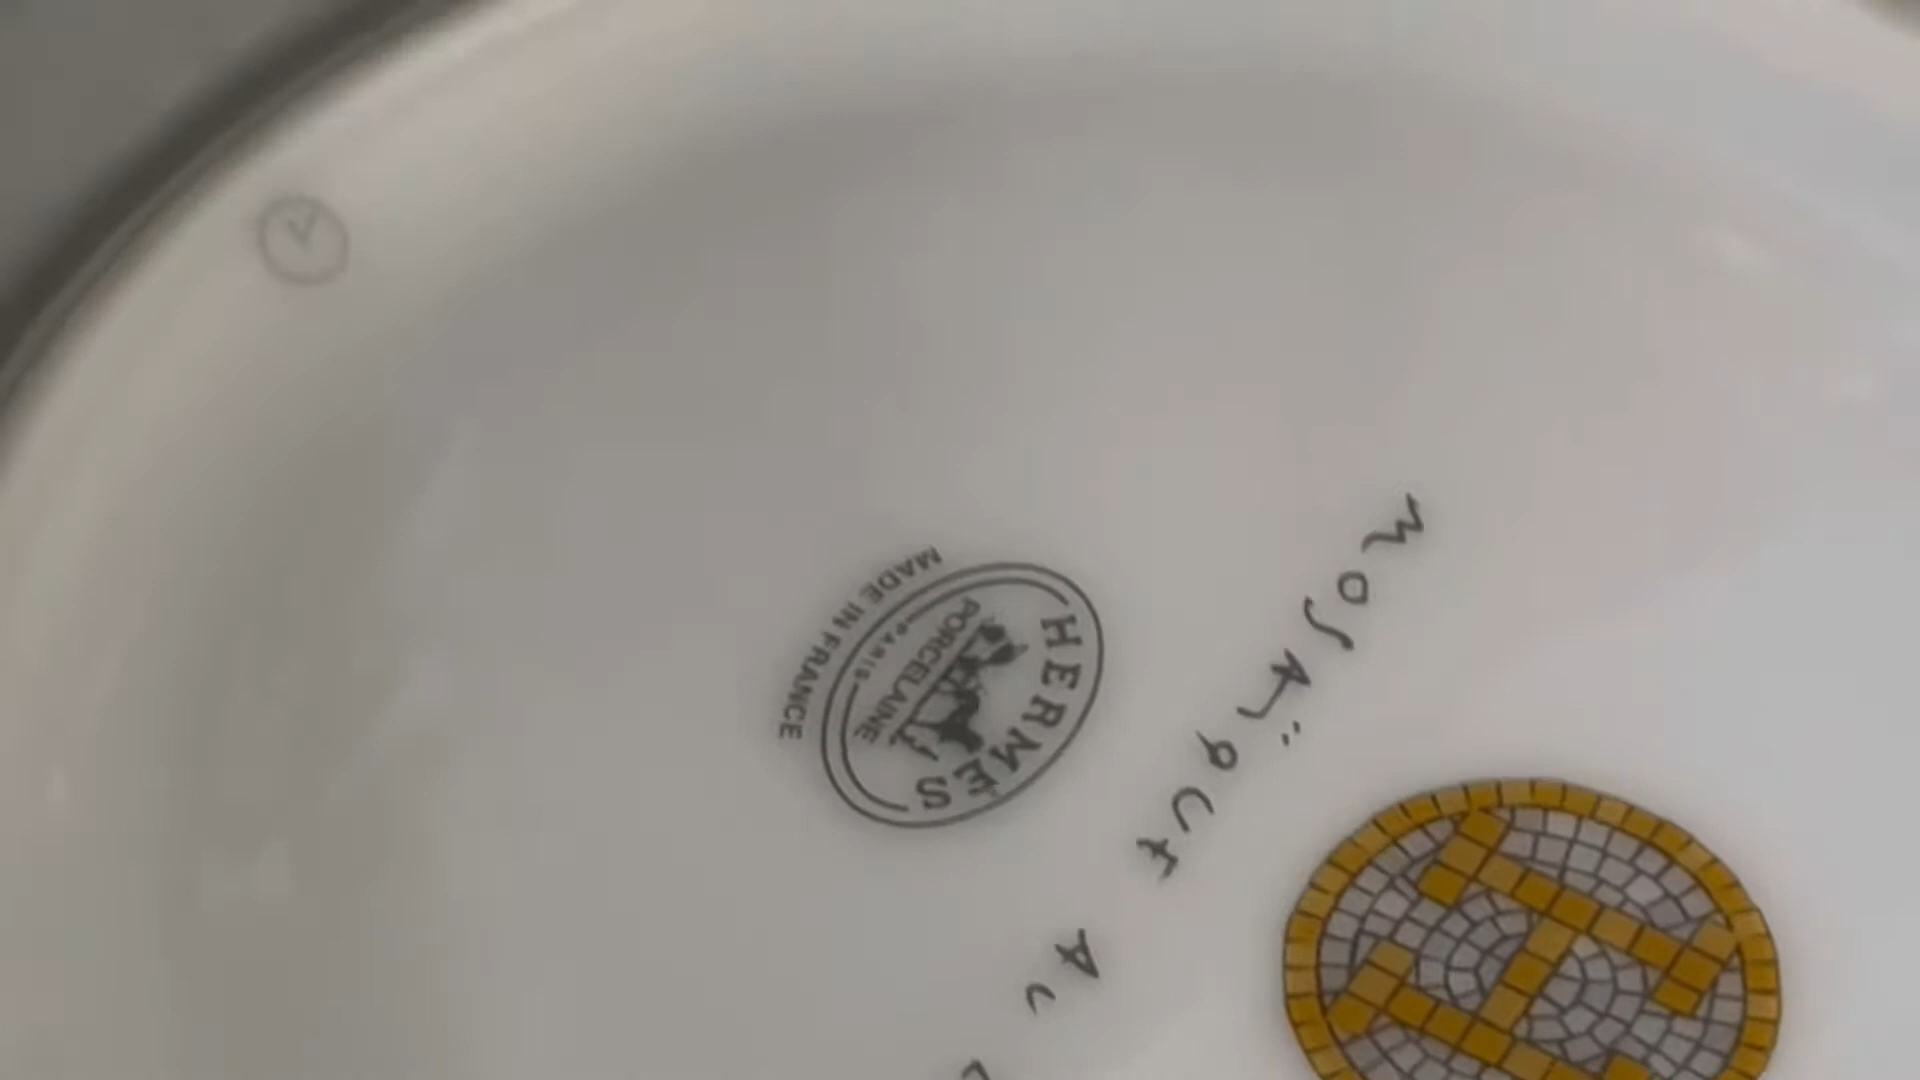 MOSAÏQUE AU
HERMÈS
PORCELAINE
PARIS
MADE IN FRANCE
H